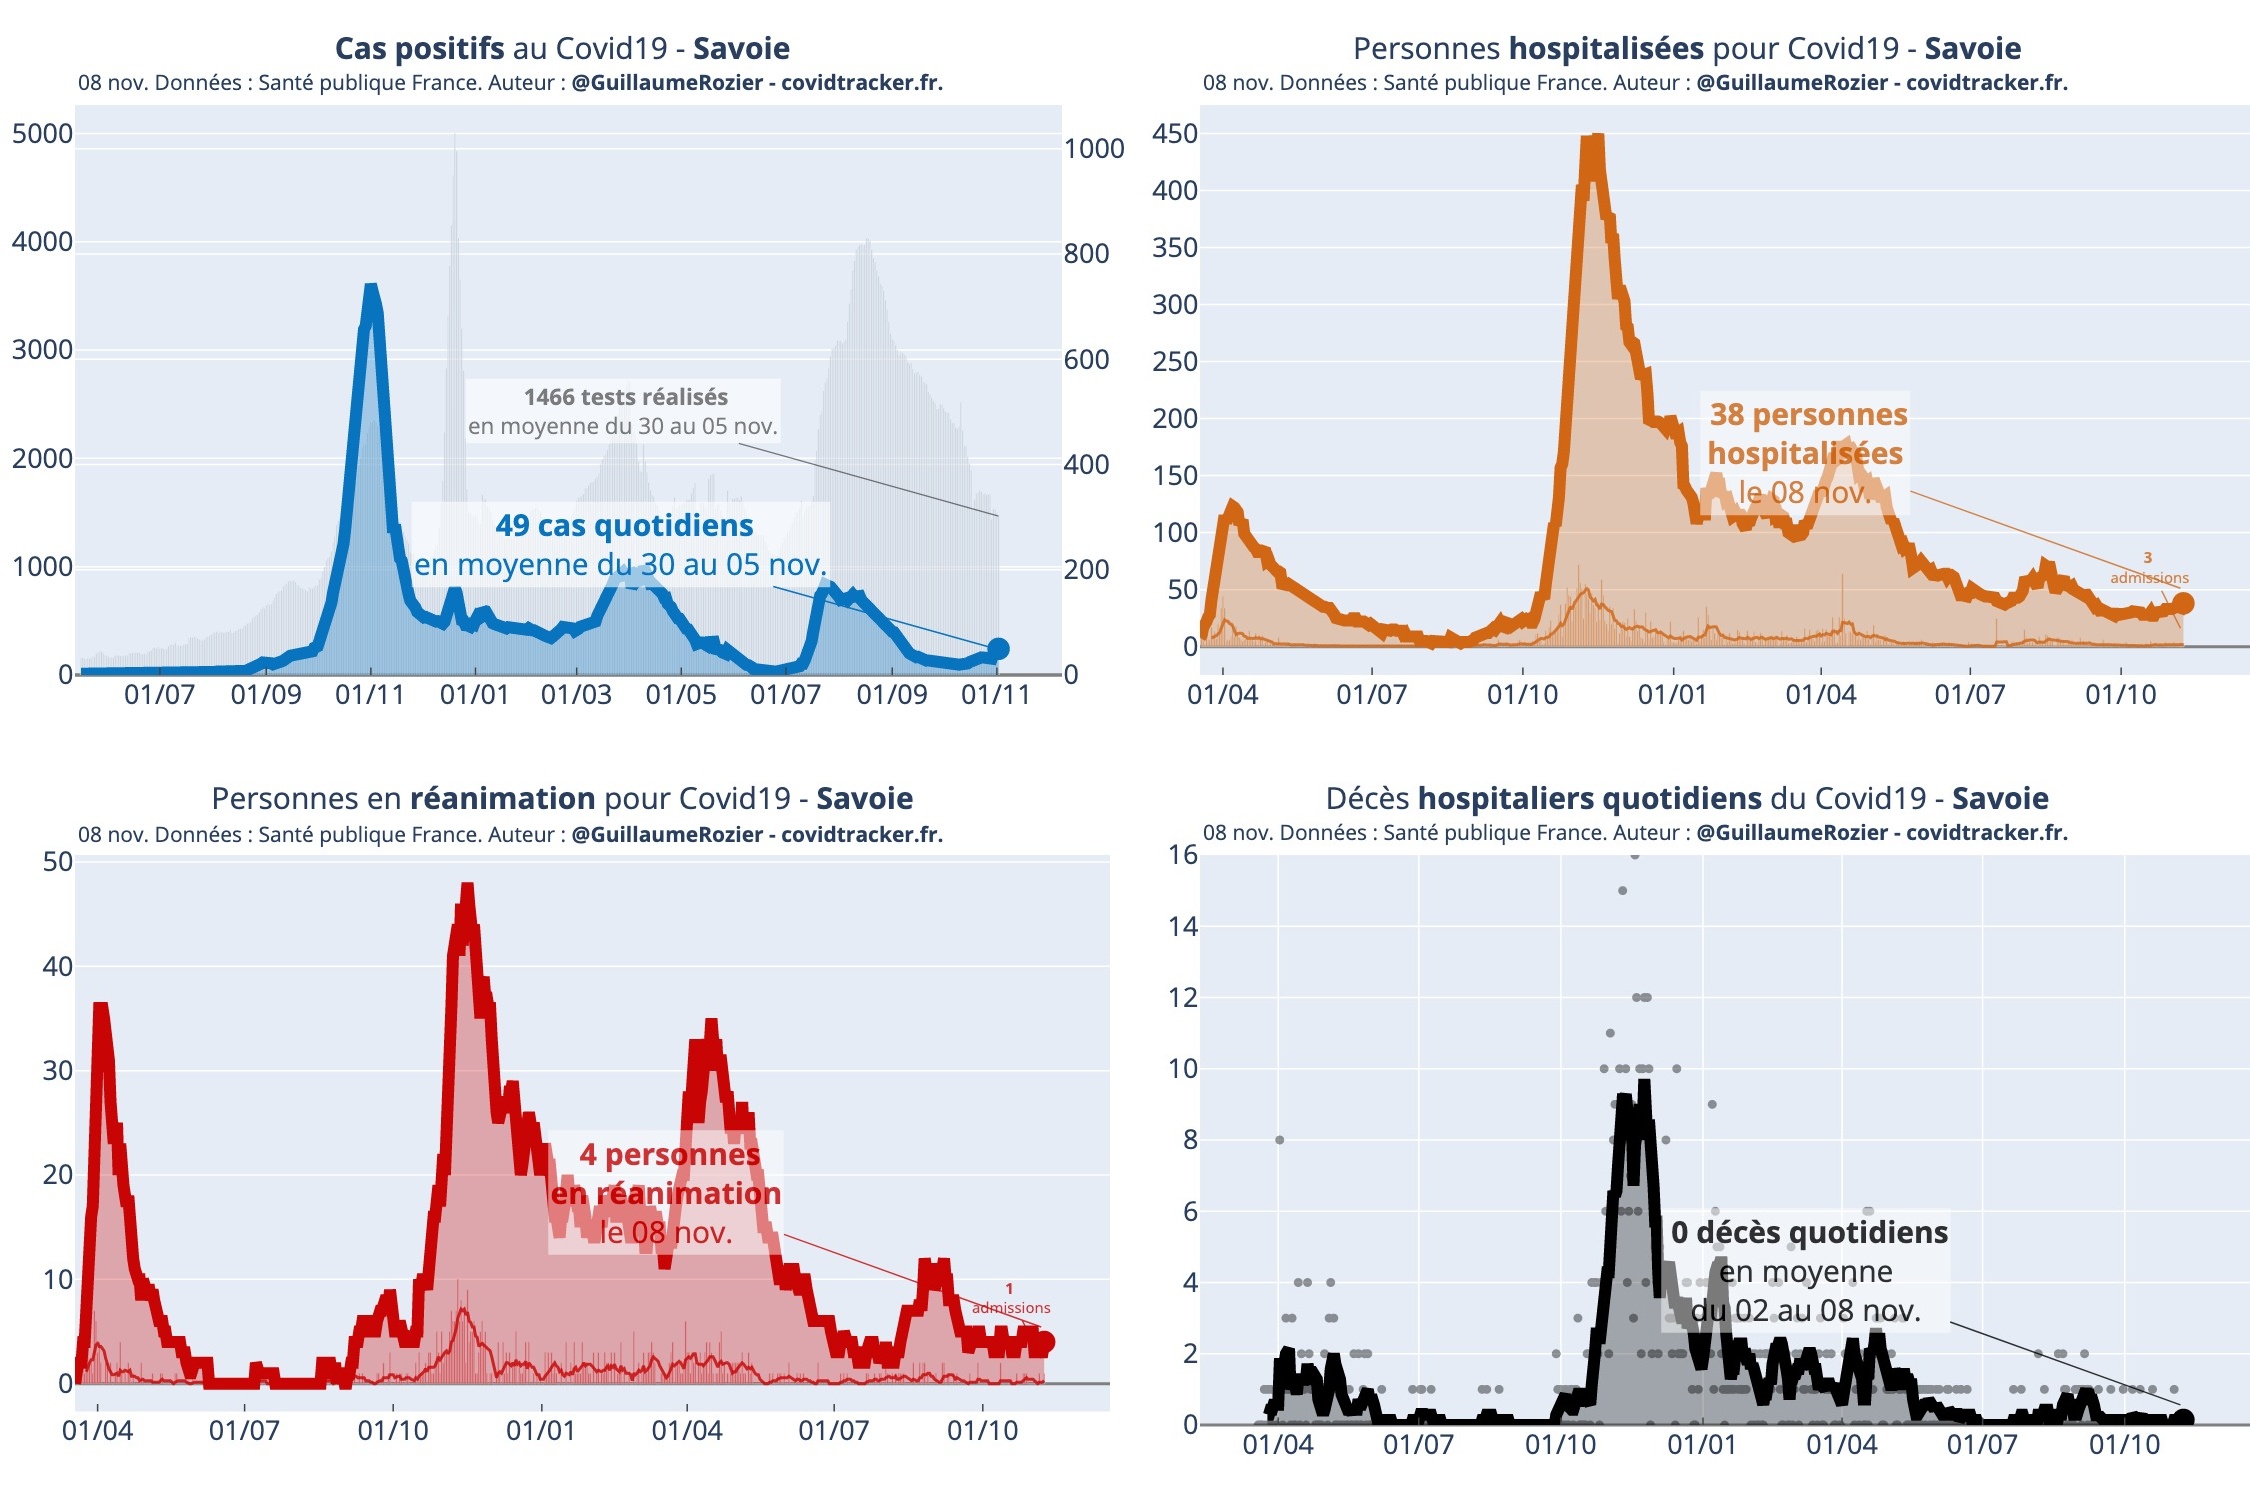 Cas positifs au Covid19 - Savoie
08 nov. Données : Santé publique France. Auteur : @GuillaumeRozier - covidtracker.fr.
5000
4000
3000
2000
1000
0
1000
800
600
400
200
0
1466 tests réalisés
en moyenne du 30 au 05 nov.
49 cas quotidiens
en moyenne du 30 au 05 nov.
01/07 01/09 01/11 01/01 01/03 01/05 01/07 01/09 01/11
Personnes hospitalisées pour Covid19 - Savoie
08 nov. Données : Santé publique France. Auteur : @GuillaumeRozier - covidtracker.fr.
450
400
350
300
250
200
150
100
50
0
38 personnes
hospitalisées
le 08 nov.
3
admissions
01/04 01/07 01/10 01/01 01/04 01/07 01/10
Personnes en réanimation pour Covid19 - Savoie
08 nov. Données : Santé publique France. Auteur : @GuillaumeRozier - covidtracker.fr.
50
40
30
20
10
0
4 personnes
en réanimation
le 08 nov.
1
admissions
01/04 01/07 01/10 01/01 01/04 01/07 01/10
Décès hospitaliers quotidiens du Covid19 - Savoie
08 nov. Données : Santé publique France. Auteur : @GuillaumeRozier - covidtracker.fr.
16
14
12
10
8
6
4
2
0
0 décès quotidiens
en moyenne
du 02 au 08 nov.
01/04 01/07 01/10 01/01 01/04 01/07 01/10